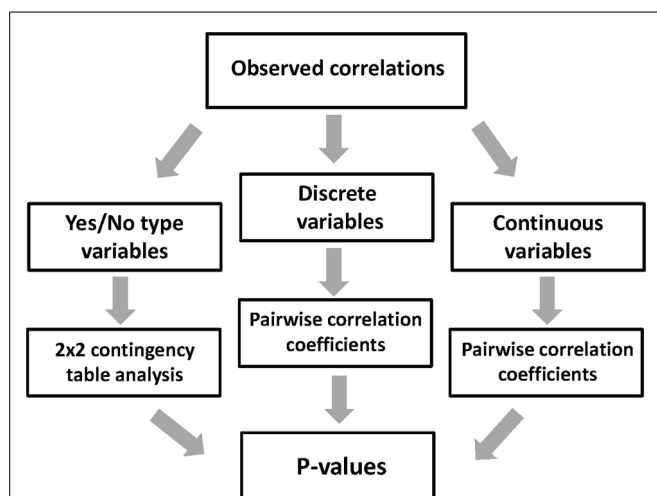 Observed correlations
Yes/No type
variables
Discrete
variables
Continuous
variables
2x2 contingency
table analysis
Pairwise correlation
coefficients
Pairwise correlation
coefficients
P-values